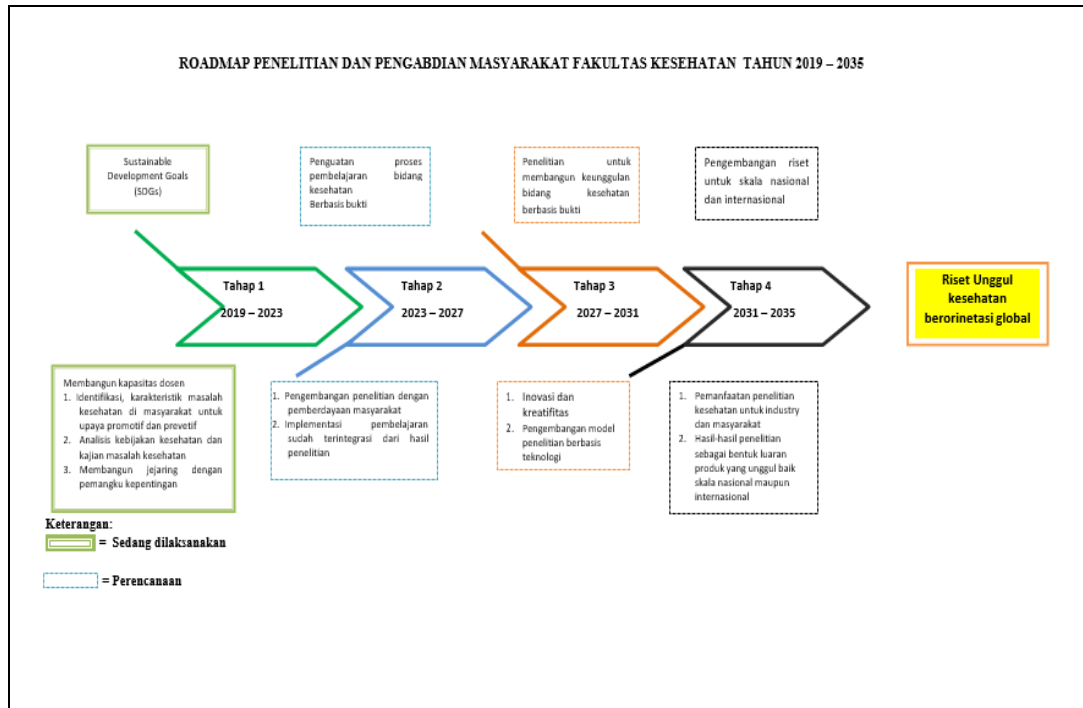 ROADMAP PENELITIAN DAN PENGABDIAN MASYARAKAT FAKULTAS KESEHATAN TAHUN 2019 – 2035
Sustainable
Development Goals
(SDGs)
Penguatan proses
pembelajaran bidang
kesehatan
Berbasis bukti
Penelitian untuk
membangun keunggulan
bidang kesehatan
berbasis bukti
Pengembangan riset
untuk skala nasional
dan internasional
Tahap 1
2019 – 2023
Tahap 2
2023 – 2027
Tahap 3
2027 – 2031
Tahap 4
2031 – 2035
Riset Unggul
kesehatan
berorinetasi global
Membangun kapasitas dosen
1. Identifikasi, karakteristik masalah
kesehatan di masyarakat untuk
upaya promotif dan prevetif
2. Analisis kebijakan kesehatan dan
kajian masalah kesehatan
3. Membangun jejaring dengan
pemangku kepentingan
1. Pengembangan penelitian dengan
pemberdayaan masyarakat
2. Implementasi pembelajaran
sudah terintegrasi dari hasil
penelitian
1. Inovasi dan
kreatifitas
2. Pengembangan model
penelitian berbasis
teknologi
1. Pemanfaatan penelitian
kesehatan untuk industry
dan masyarakat
2. Hasil-hasil penelitian
sebagai bentuk luaran
produk yang unggul baik
skala nasional maupun
internasional
Keterangan:
= Sedang dilaksanakan
= Perencanaan